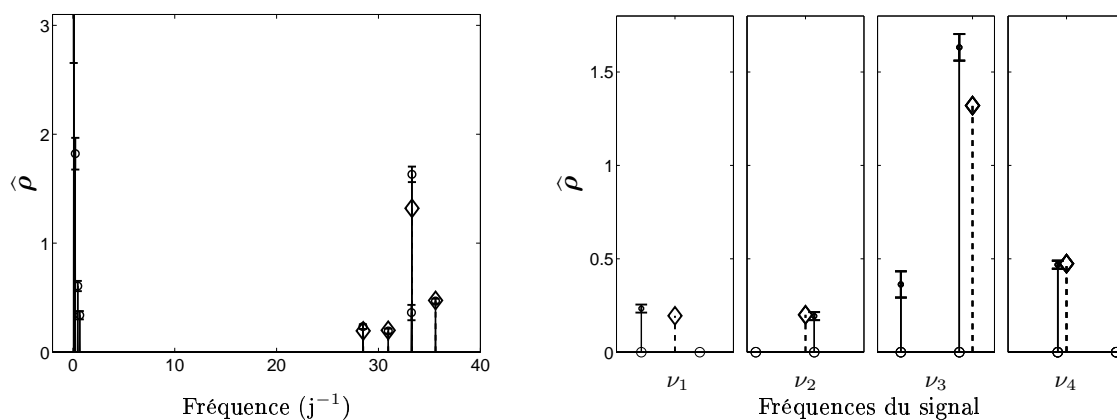 3
2
1
0
ρ̂
0 10 20 30 40
Fréquence (j⁻¹)
1.5
1
0.5
0
ρ̂
ν₁ ν₂ ν₃ ν₄
Fréquences du signal